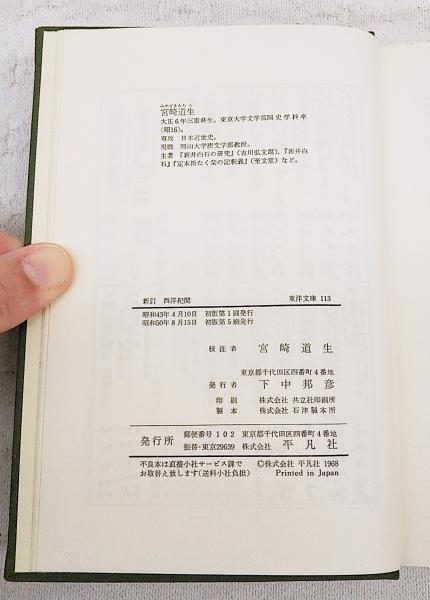 みやざきみちお
宮崎道生
大正6年三重県生。東京大学文学部国史学科卒
(昭16)。
専攻 日本近世史。
現職 岡山大学法文学部教授。
主著 『新井白石の研究』(吉川弘文館)、『新井白
石』『定本折たく柴の記釈義』(至文堂)など。
新訂 西洋紀聞 東洋文庫 113
昭和43年4月10日 初版第1刷発行
昭和50年8月15日 初版第5刷発行
校注者 宮崎道生
東京都千代田区四番町4番地
発行者 下中邦彦
印刷 株式会社 共立社印刷所
製本 株式会社 石津製本所
発行所 郵便番号102 東京都千代田区四番町4番地
振替・東京29639 株式会社 平凡社
不良本は直接小社サービス課で
お取替え致します(送料小社負担)
©株式会社 平凡社 1968
Printed in Japan